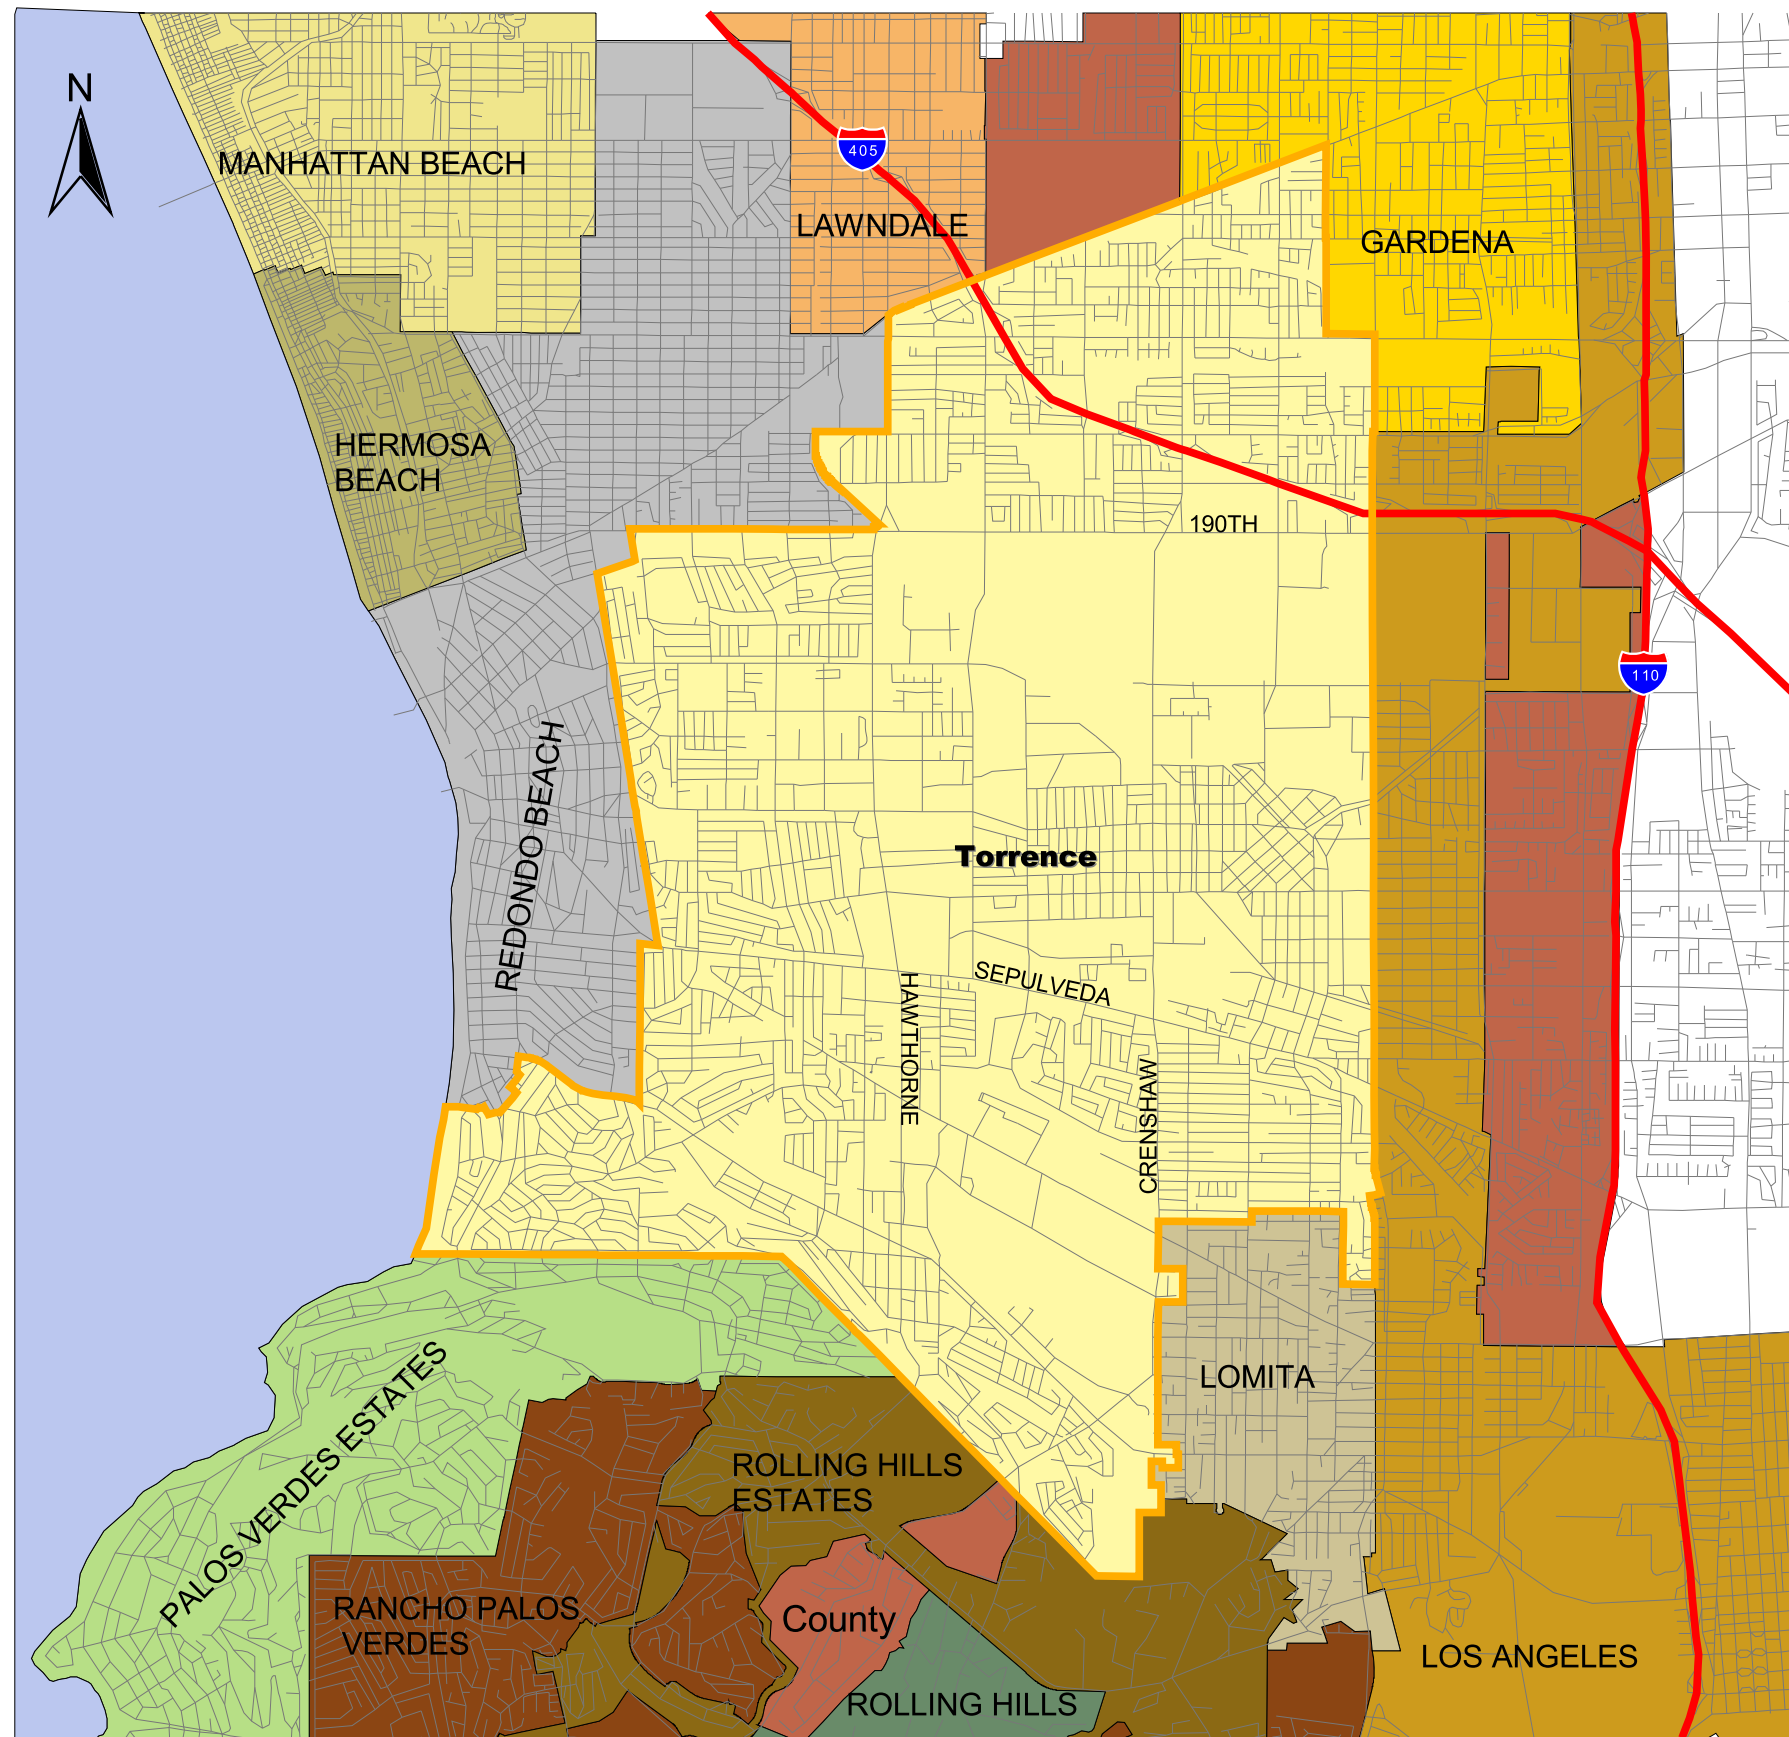 N
MANHATTAN BEACH
405
LAWNDALE
GARDENA
HERMOSA
BEACH
190TH
110
REDONDO BEACH
Torrence
SEPULVEDA
HAWTHORNE
CRENSHAW
LOMITA
PALOS VERDES ESTATES
ROLLING HILLS
ESTATES
RANCHO PALOS
VERDES
County
LOS ANGELES
ROLLING HILLS